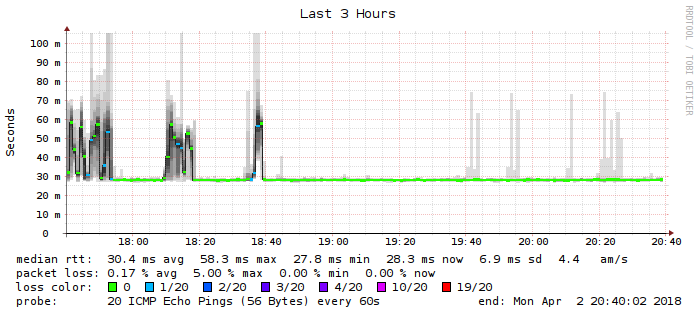 Last 3 Hours
RRDTOOL / TOBI OETIKER
Seconds
100 m
90 m
80 m
70 m
60 m
50 m
40 m
30 m
20 m
10 m
0
18:00 18:20 18:40 19:00 19:20 19:40 20:00 20:20 20:40
median rtt: 30.4 ms avg 58.3 ms max 27.8 ms min 28.3 ms now 6.9 ms sd 4.4 am/s
packet loss: 0.17 % avg 5.00 % max 0.00 % min 0.00 % now
loss color: 0 1/20 2/20 3/20 4/20 10/20 19/20
probe: 20 ICMP Echo Pings (56 Bytes) every 60s end: Mon Apr 2 20:40:02 2018